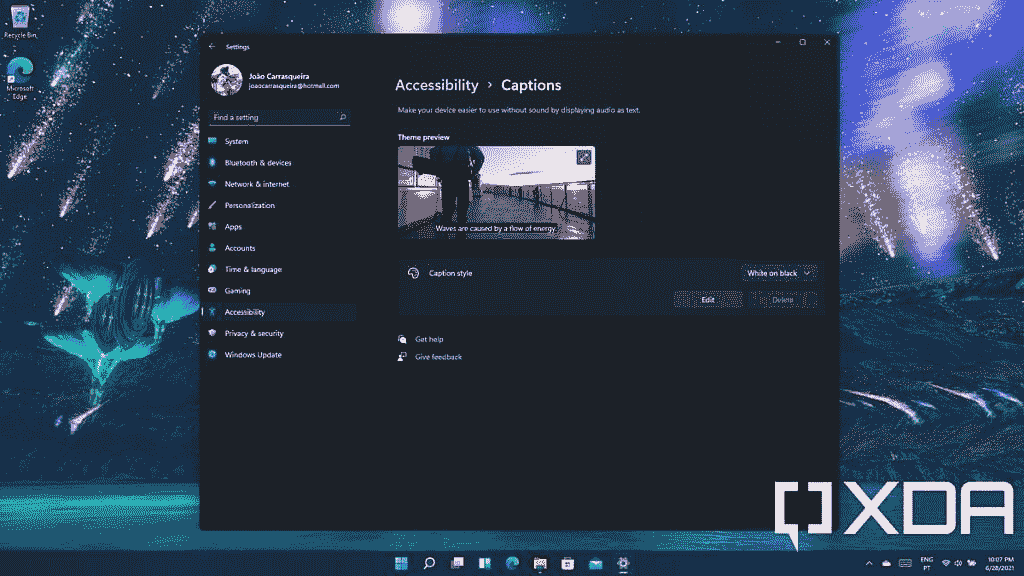 Recycle Bin
Microsoft
Edge
Settings
João Carrasqueira
joaocarrasqueira@hotmail.com
Find a setting
System
Bluetooth & devices
Network & internet
Personalization
Apps
Accounts
Time & language
Gaming
Accessibility
Privacy & security
Windows Update
Accessibility > Captions
Make your device easier to use without sound by displaying audio as text.
Theme preview
Waves are caused by a flow of energy.
Caption style
White on black
Edit
Delete
Get help
Give feedback
XDA
ENG
PT
10:07 PM
6/28/2021